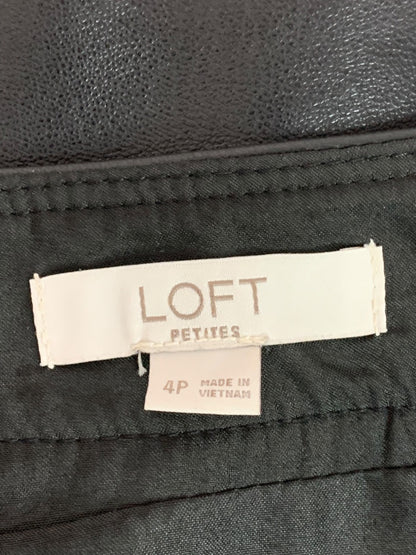 LOFT
PETITES
4P MADE IN
VIETNAM